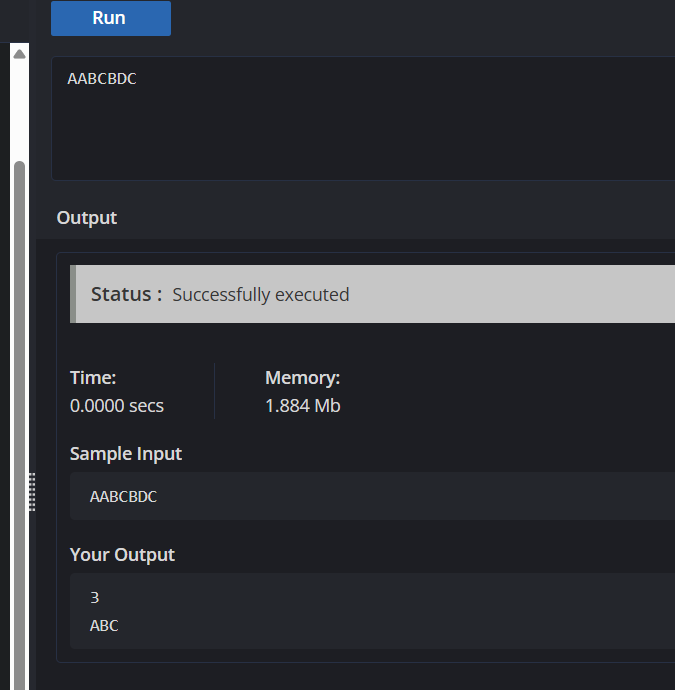 Run
AABCBDC
Output
Status : Successfully executed
Time: Memory:
0.0000 secs 1.884 Mb
Sample Input
AABCBDC
Your Output
3
ABC